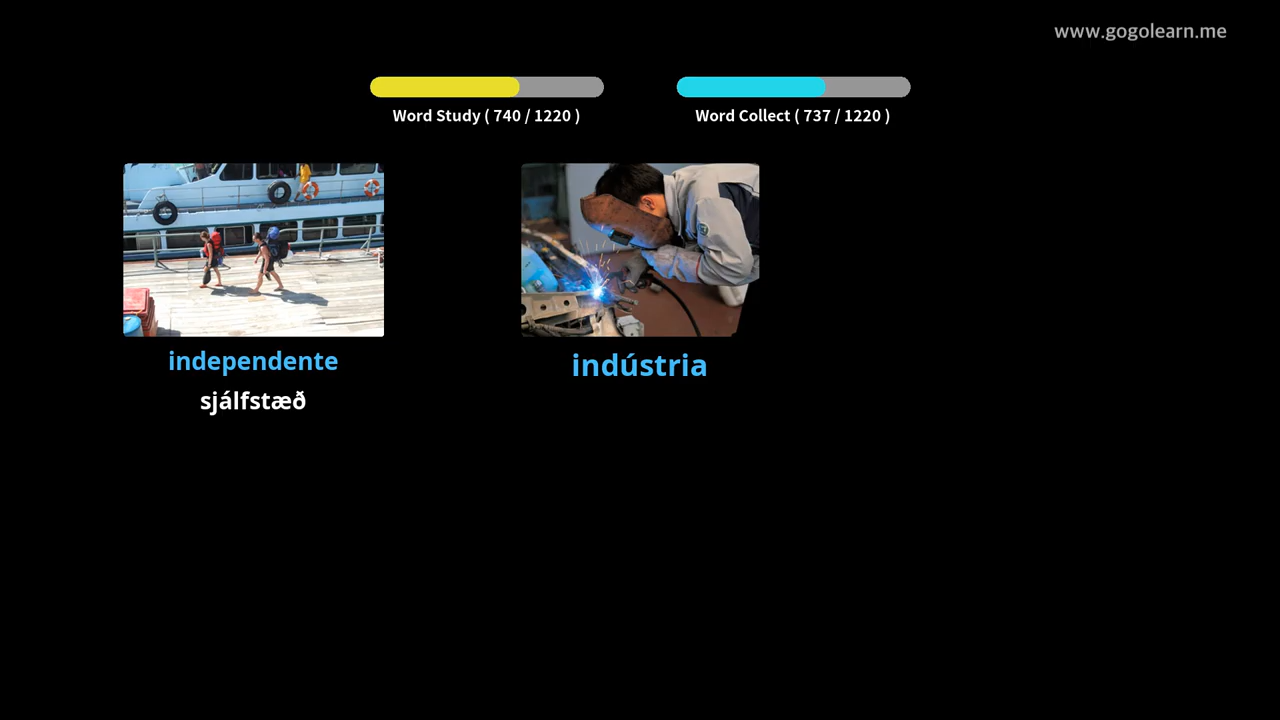 www.gogolearn.me
Word Study ( 740 / 1220 )
Word Collect ( 737 / 1220 )
independente
sjálfstæð
indústria